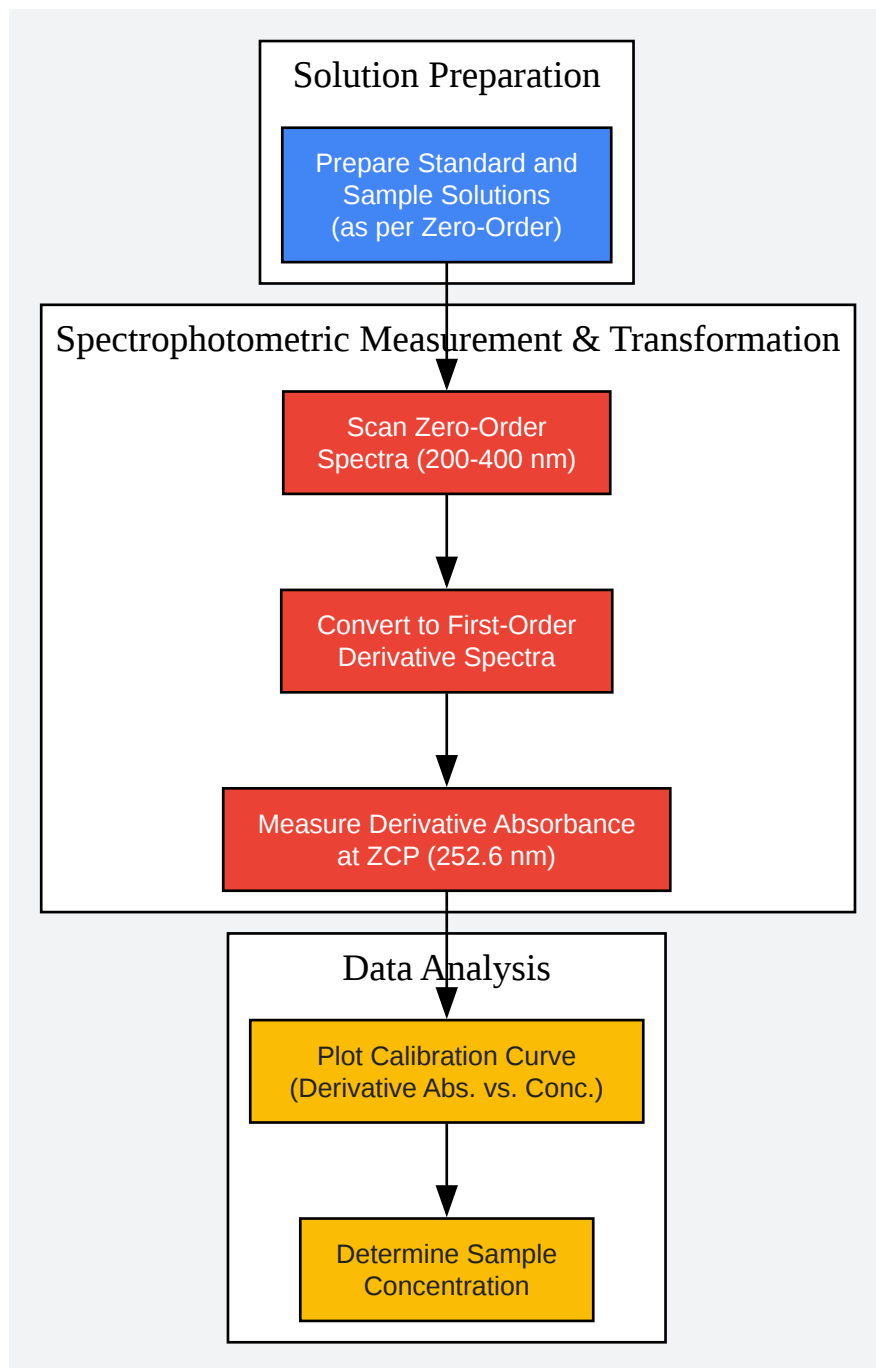 Solution Preparation
Prepare Standard and
Sample Solutions
(as per Zero-Order)
Spectrophotometric Measurement & Transformation
Scan Zero-Order
Spectra (200-400 nm)
Convert to First-Order
Derivative Spectra
Measure Derivative Absorbance
at ZCP (252.6 nm)
Data Analysis
Plot Calibration Curve
(Derivative Abs. vs. Conc.)
Determine Sample
Concentration